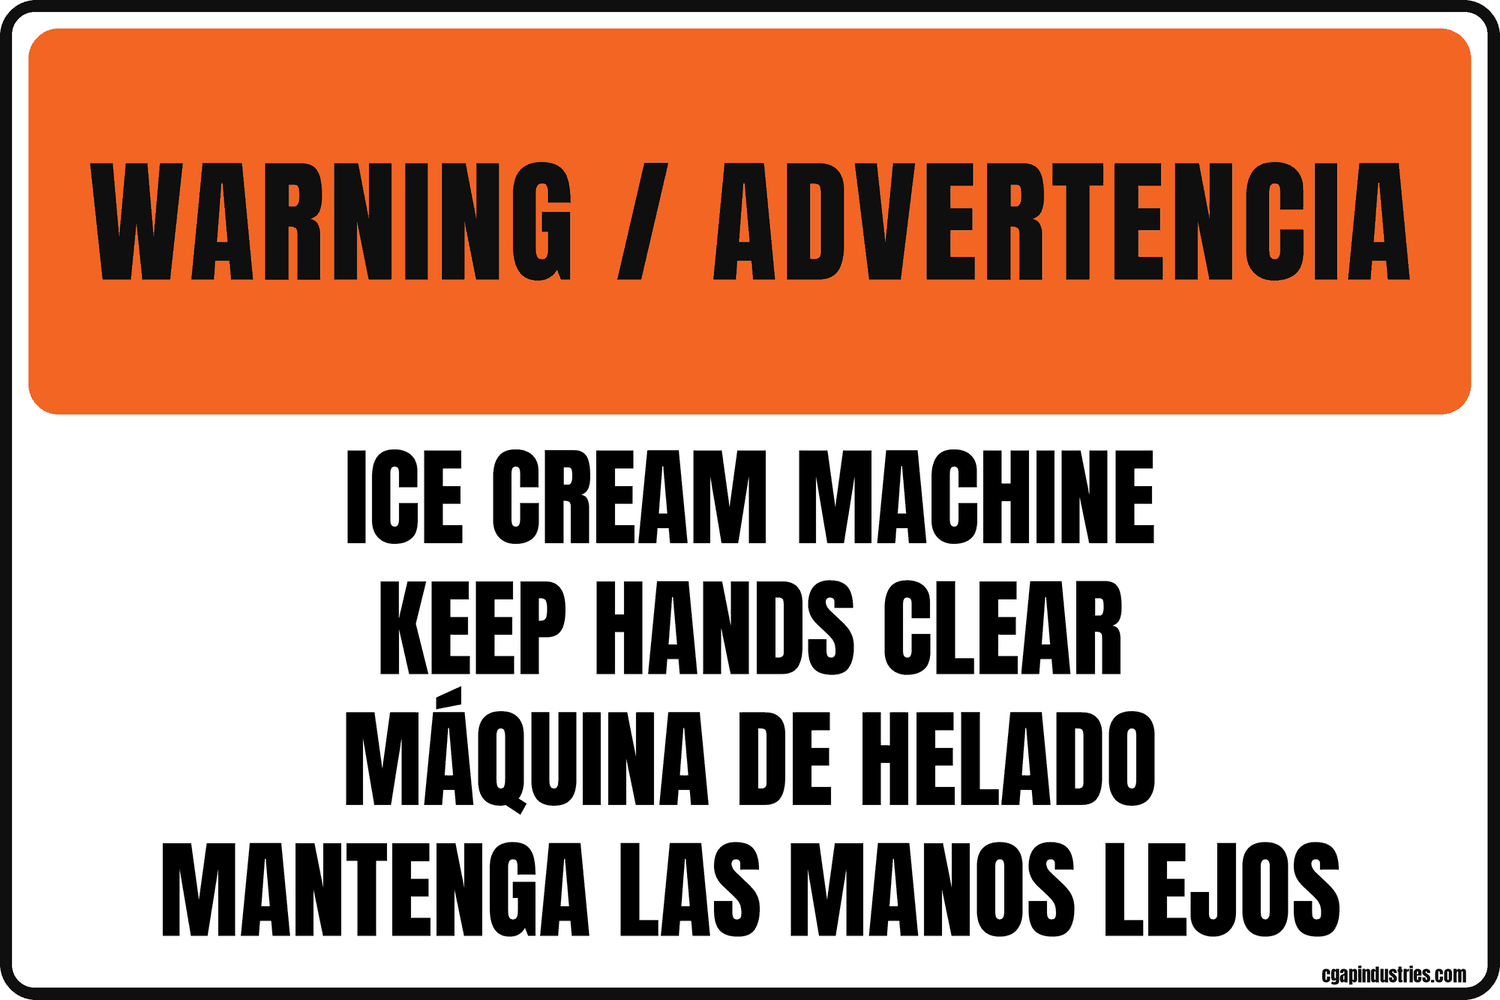 WARNING / ADVERTENCIA
ICE CREAM MACHINE
KEEP HANDS CLEAR
MÁQUINA DE HELADO
MANTENGA LAS MANOS LEJOS
cgapindustries.com